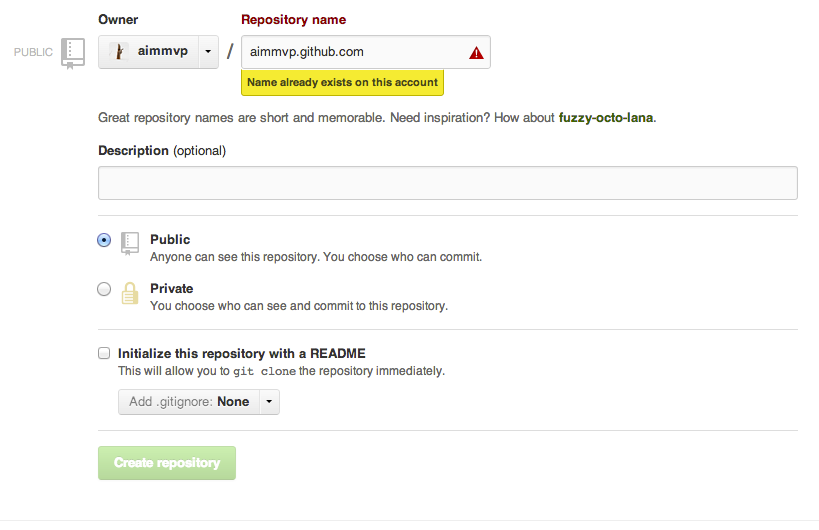 Owner Repository name
PUBLIC aimmvp / aimmvp.github.com
Name already exists on this account
Great repository names are short and memorable. Need inspiration? How about fuzzy-octo-lana.
Description (optional)
Public
Anyone can see this repository. You choose who can commit.
Private
You choose who can see and commit to this repository.
Initialize this repository with a README
This will allow you to git clone the repository immediately.
Add .gitignore: None
Create repository